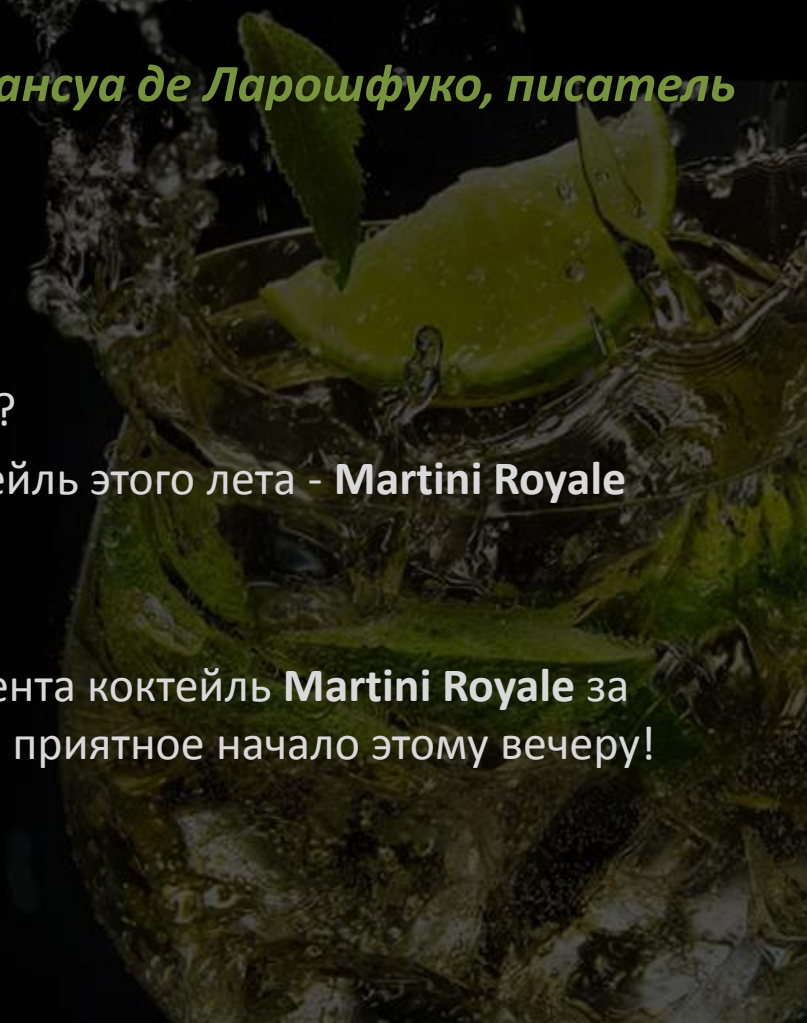 ансуа де Ларошфуко, писатель
?
ейль этого лета - Martini Royale
ента коктейль Martini Royale за
приятное начало этому вечеру!